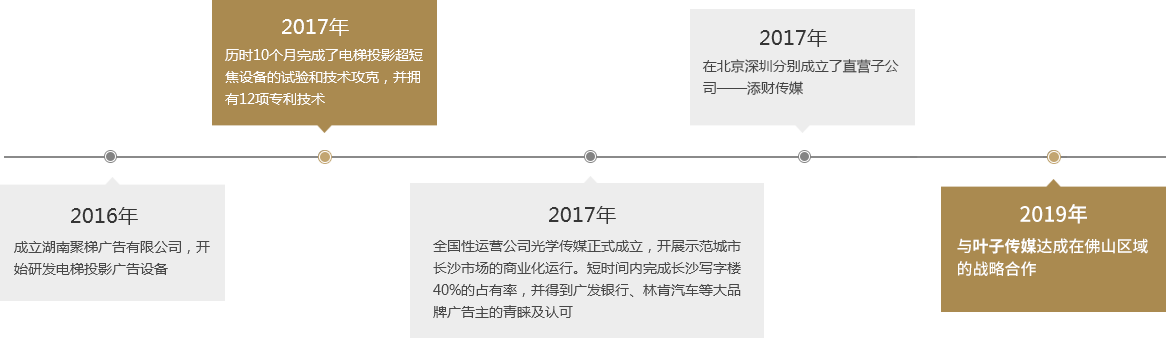 2016年
成立湖南聚梯广告有限公司，开
始研发电梯投影广告设备
2017年
历时10个月完成了电梯投影超短
焦设备的试验和技术攻克，并拥
有12项专利技术
2017年
全国性运营公司光学传媒正式成立，开展示范城市
长沙市场的商业化运行。短时间内完成长沙写字楼
40%的占有率，并得到广发银行、林肯汽车等大品
牌广告主的青睐及认可
2017年
在北京深圳分别成立了直营子公
司——添财传媒
2019年
与叶子传媒达成在佛山区域
的战略合作